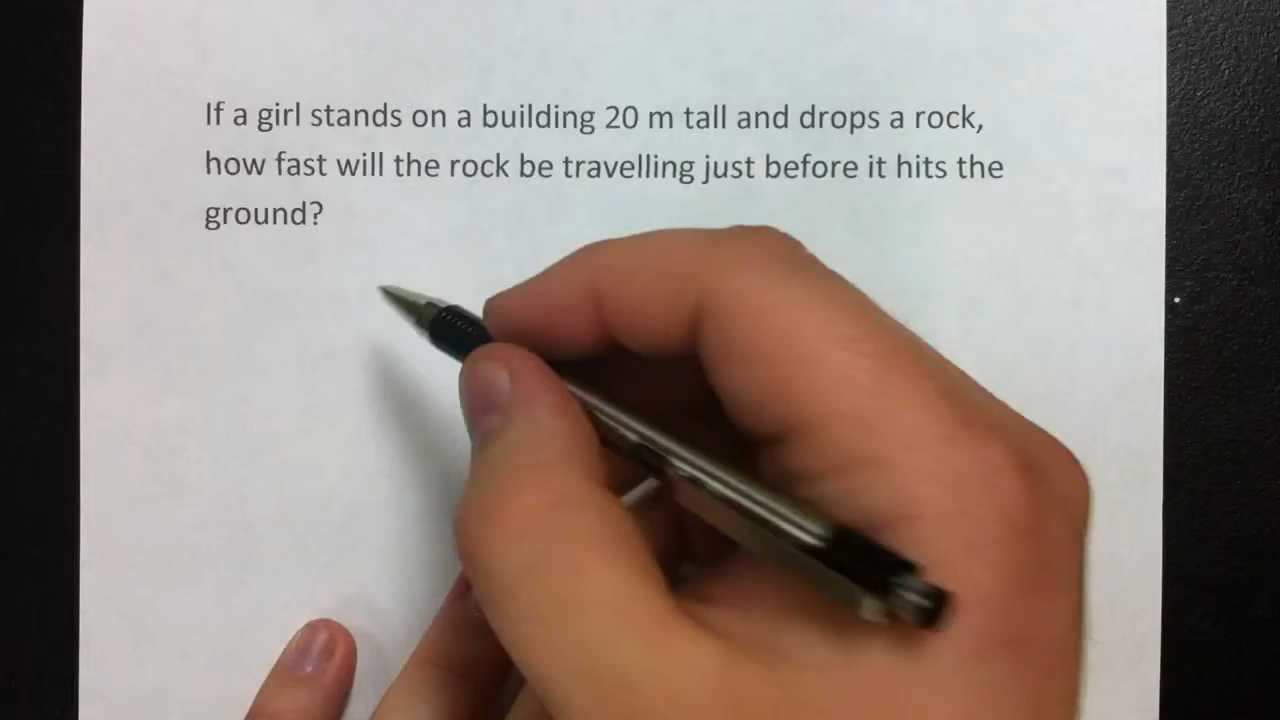 If a girl stands on a building 20 m tall and drops a rock,
how fast will the rock be travelling just before it hits the
ground?